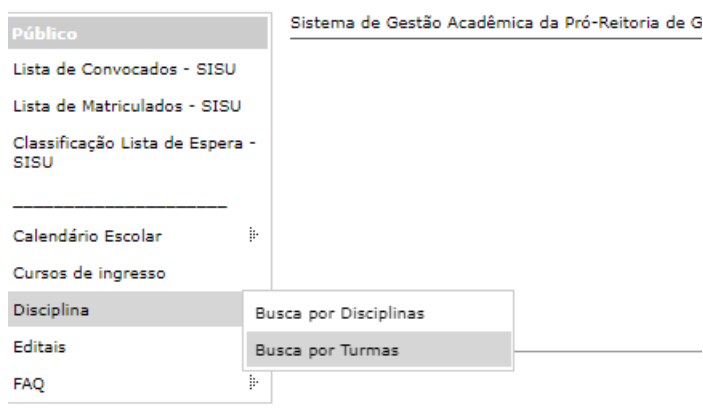 Público
Sistema de Gestão Acadêmica da Pró-Reitoria de G
Lista de Convocados - SISU
Lista de Matriculados - SISU
Classificação Lista de Espera -
SISU
Calendário Escolar
Cursos de ingresso
Disciplina
Busca por Disciplinas
Busca por Turmas
Editais
FAQ